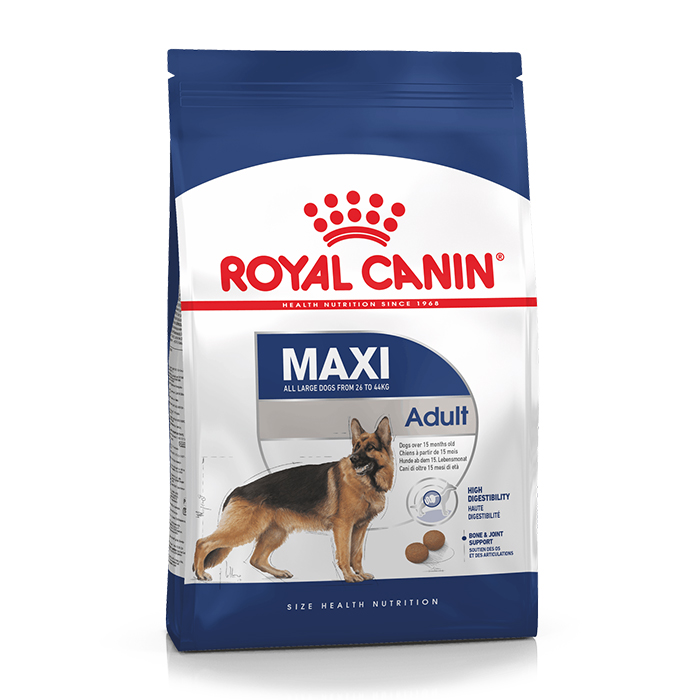 ROYAL CANIN®
HEALTH NUTRITION SINCE 1968
MAXI
ALL LARGE DOGS FROM 26 TO 44KG
Adult
Dogs over 15 months old
Chiens à partir de 15 mois
Hunde ab dem 15. Lebensmonat
Cani di oltre 15 mesi di età
HIGH
DIGESTIBILITY
HAUTE
DIGESTIBILITÉ
BONE & JOINT
SUPPORT
SOUTIEN DES OS
ET DES ARTICULATIONS
SIZE HEALTH NUTRITION